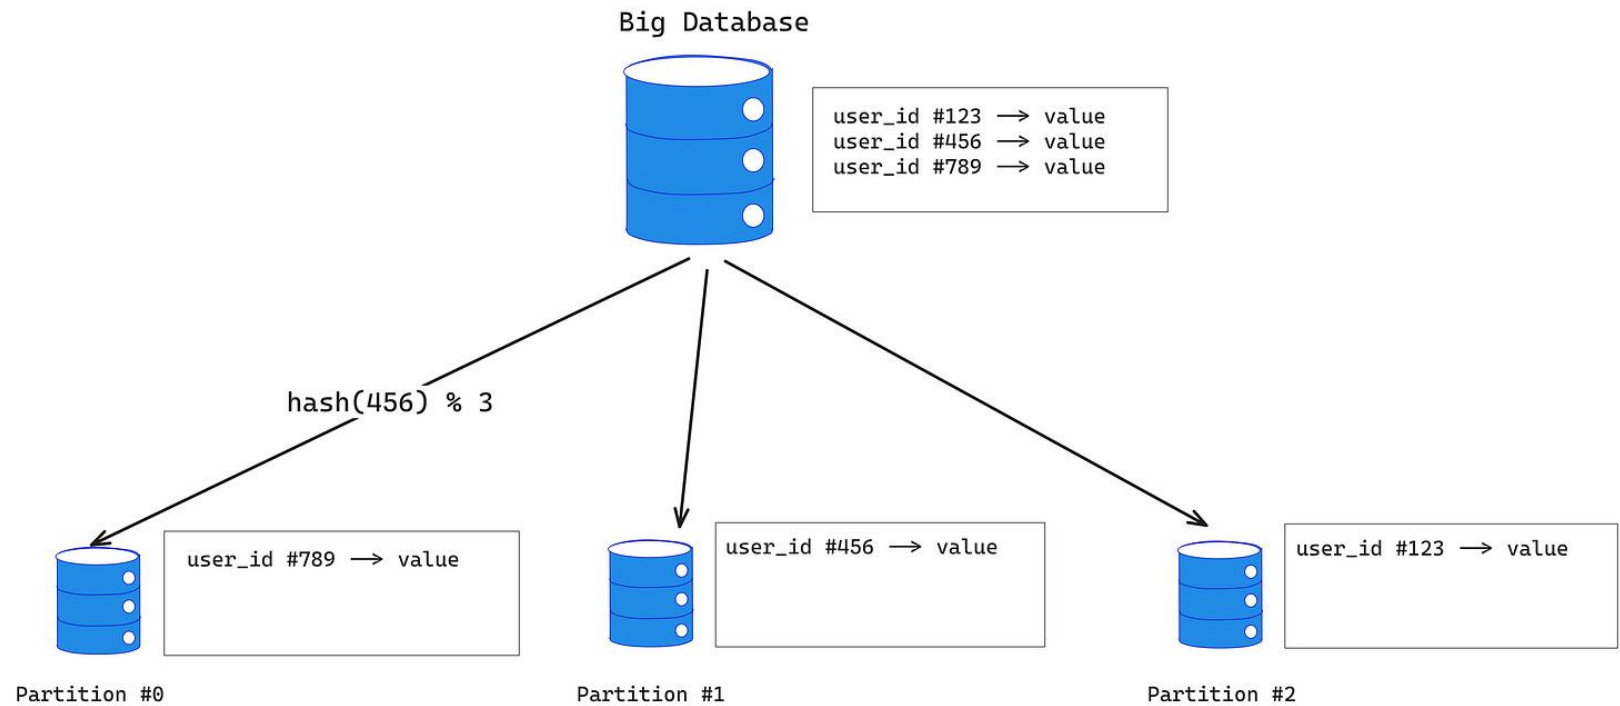 Big Database
user_id #123 → value
user_id #456 → value
user_id #789 → value
hash(456) % 3
user_id #789 → value
user_id #456 → value
user_id #123 → value
Partition #0
Partition #1
Partition #2